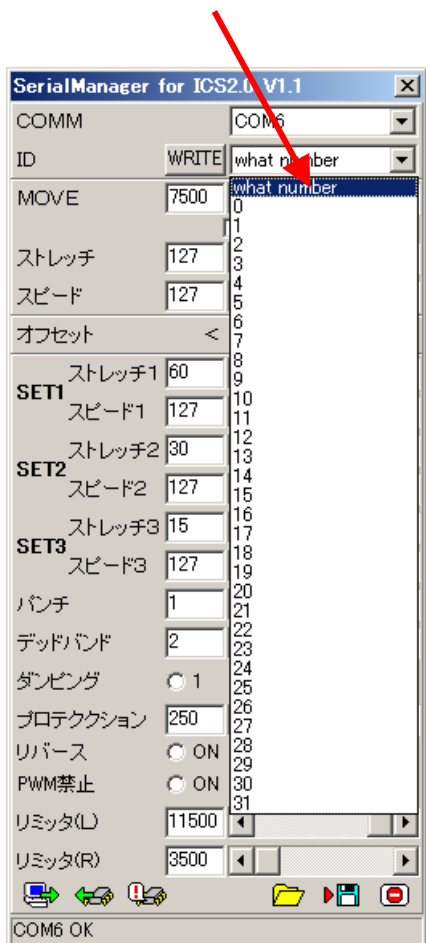 SerialManager for ICS2.0 V1.1
COMM COM6
ID WRITE what number
what number
0
1
2
3
4
5
6
7
8
9
10
11
12
13
14
15
16
17
18
19
20
21
22
23
24
25
26
27
28
29
30
31
MOVE 7500
ストレッチ 127
スピード 127
オフセット <
SET1
ストレッチ1 60
スピード1 127
SET2
ストレッチ2 30
スピード2 127
SET3
ストレッチ3 15
スピード3 127
パンチ 1
デッドバンド 2
ダンピング 1
プロテククション 250
リバース ON
PWM禁止 ON
リミッタ(L) 11500
リミッタ(R) 3500
COM6 OK